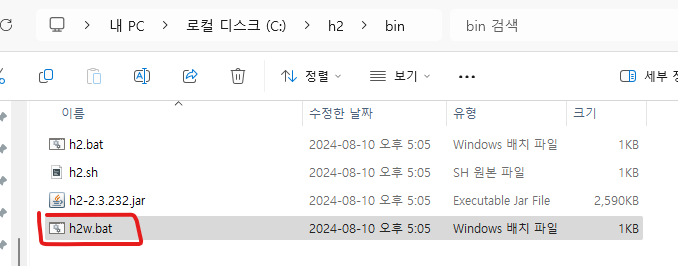 내 PC > 로컬 디스크 (C:) > h2 > bin bin 검색
정렬 보기 ... 세부 정
이름 수정한 날짜 유형 크기
h2.bat 2024-08-10 오후 5:05 Windows 배치 파일 1KB
h2.sh 2024-08-10 오후 5:05 SH 원본 파일 1KB
h2-2.3.232.jar 2024-08-10 오후 5:05 Executable Jar File 2,590KB
h2w.bat 2024-08-10 오후 5:05 Windows 배치 파일 1KB